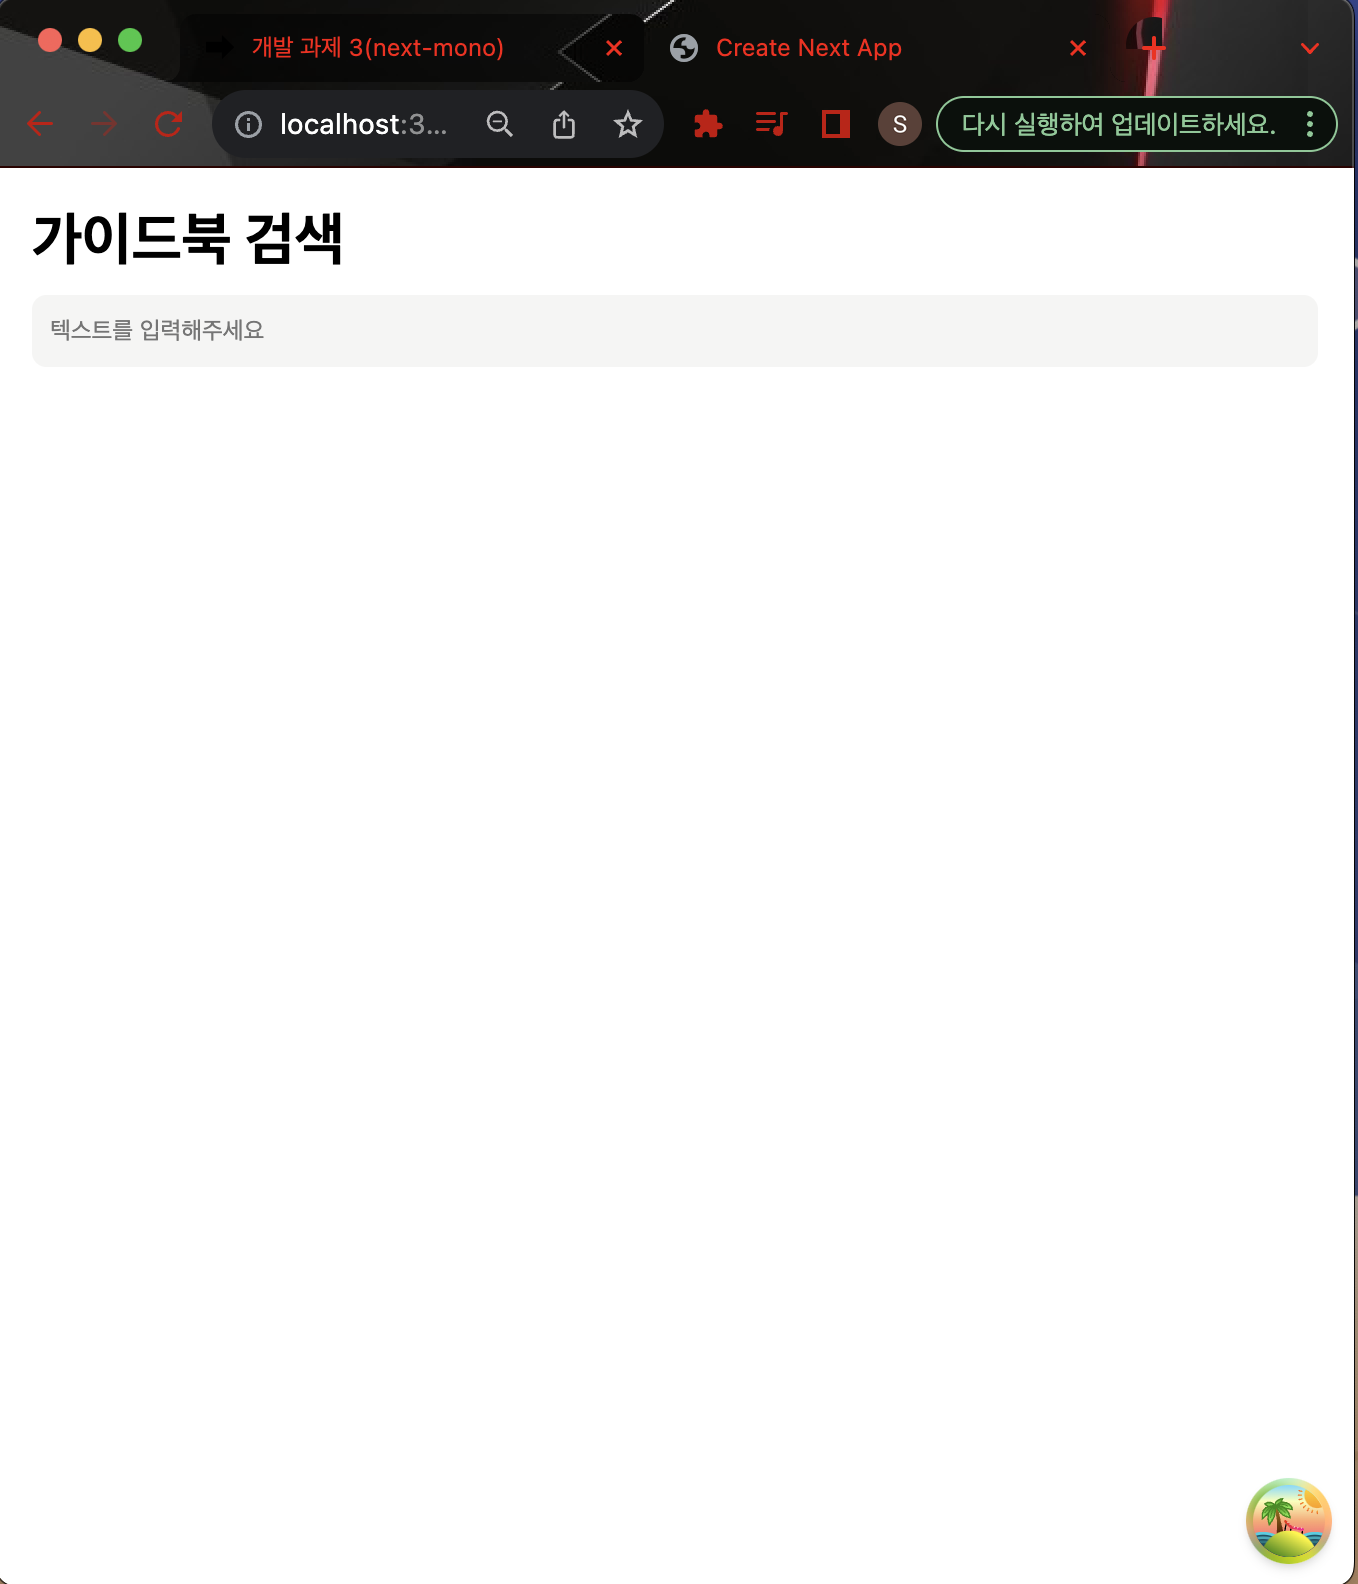 개발 과제 3(next-mono)
Create Next App
localhost:3...
S
다시 실행하여 업데이트하세요.
가이드북 검색
텍스트를 입력해주세요